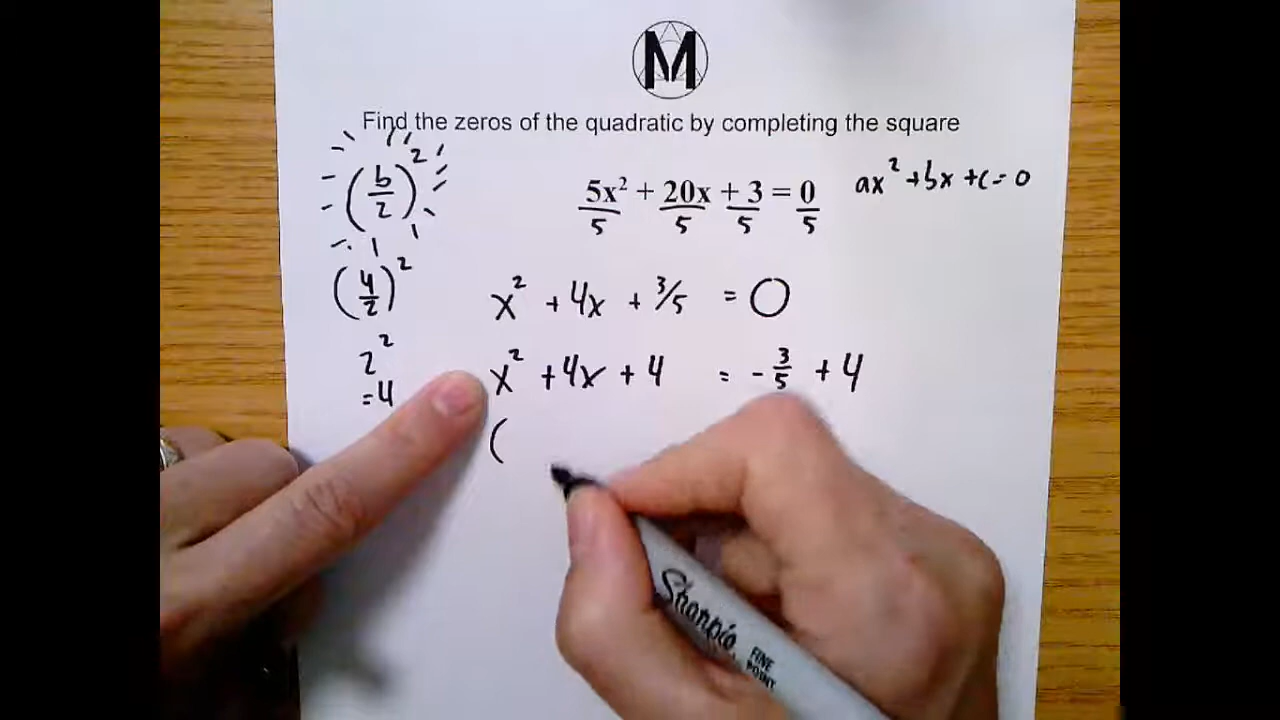 M
Find the zeros of the quadratic by completing the square
(b/2)²
5x² + 20x + 3 = 0
5 5 5 5
ax² + bx + c = 0
(4/2)²
x² + 4x + 3/5 = 0
2²
= 4
x² + 4x + 4 = - 3/5 + 4
(
Sharpie
FINE POINT